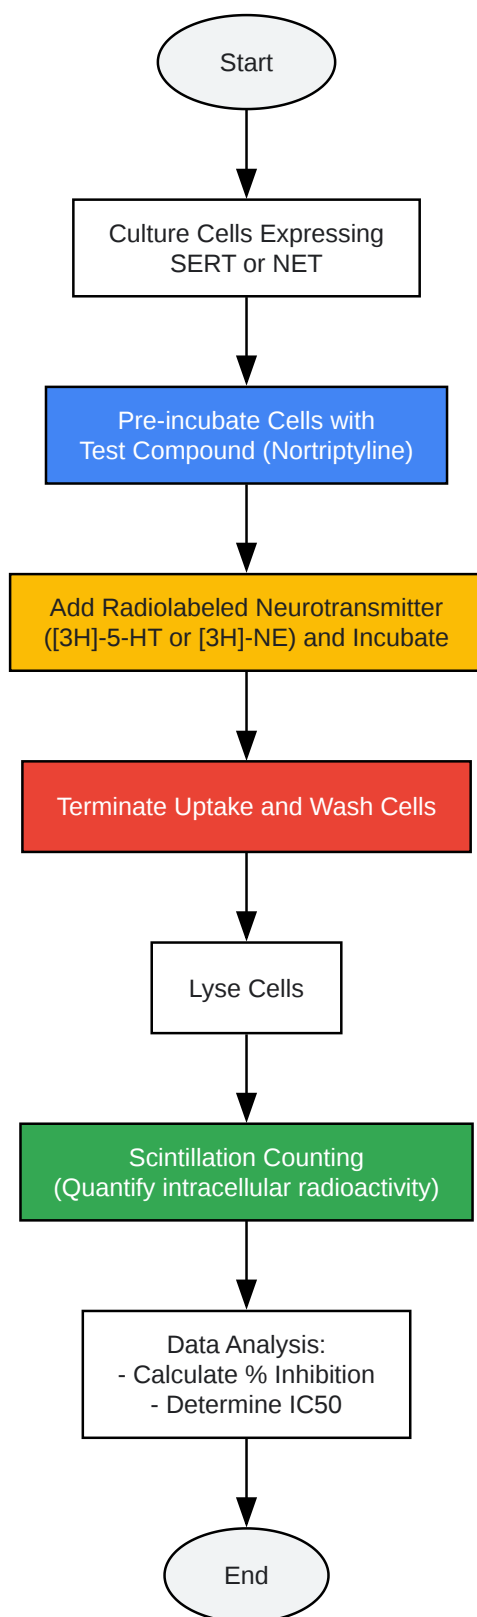 Start
Culture Cells Expressing
SERT or NET
Pre-incubate Cells with
Test Compound (Nortriptyline)
Add Radiolabeled Neurotransmitter
([3H]-5-HT or [3H]-NE) and Incubate
Terminate Uptake and Wash Cells
Lyse Cells
Scintillation Counting
(Quantify intracellular radioactivity)
Data Analysis:
- Calculate % Inhibition
- Determine IC50
End